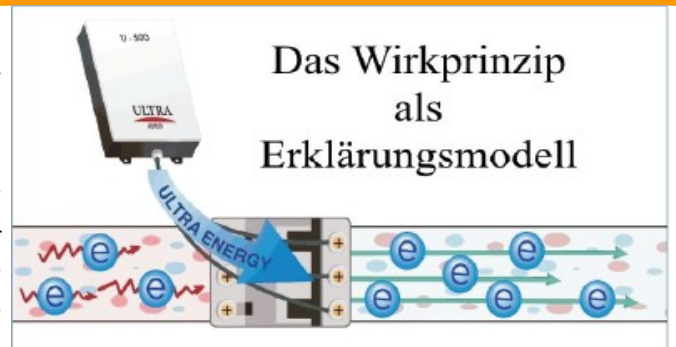 U-500
ULTRA
Das Wirkprinzip
als
Erklärungsmodell
ULTRA ENERGY
e
e
e
e
e
e
e
e